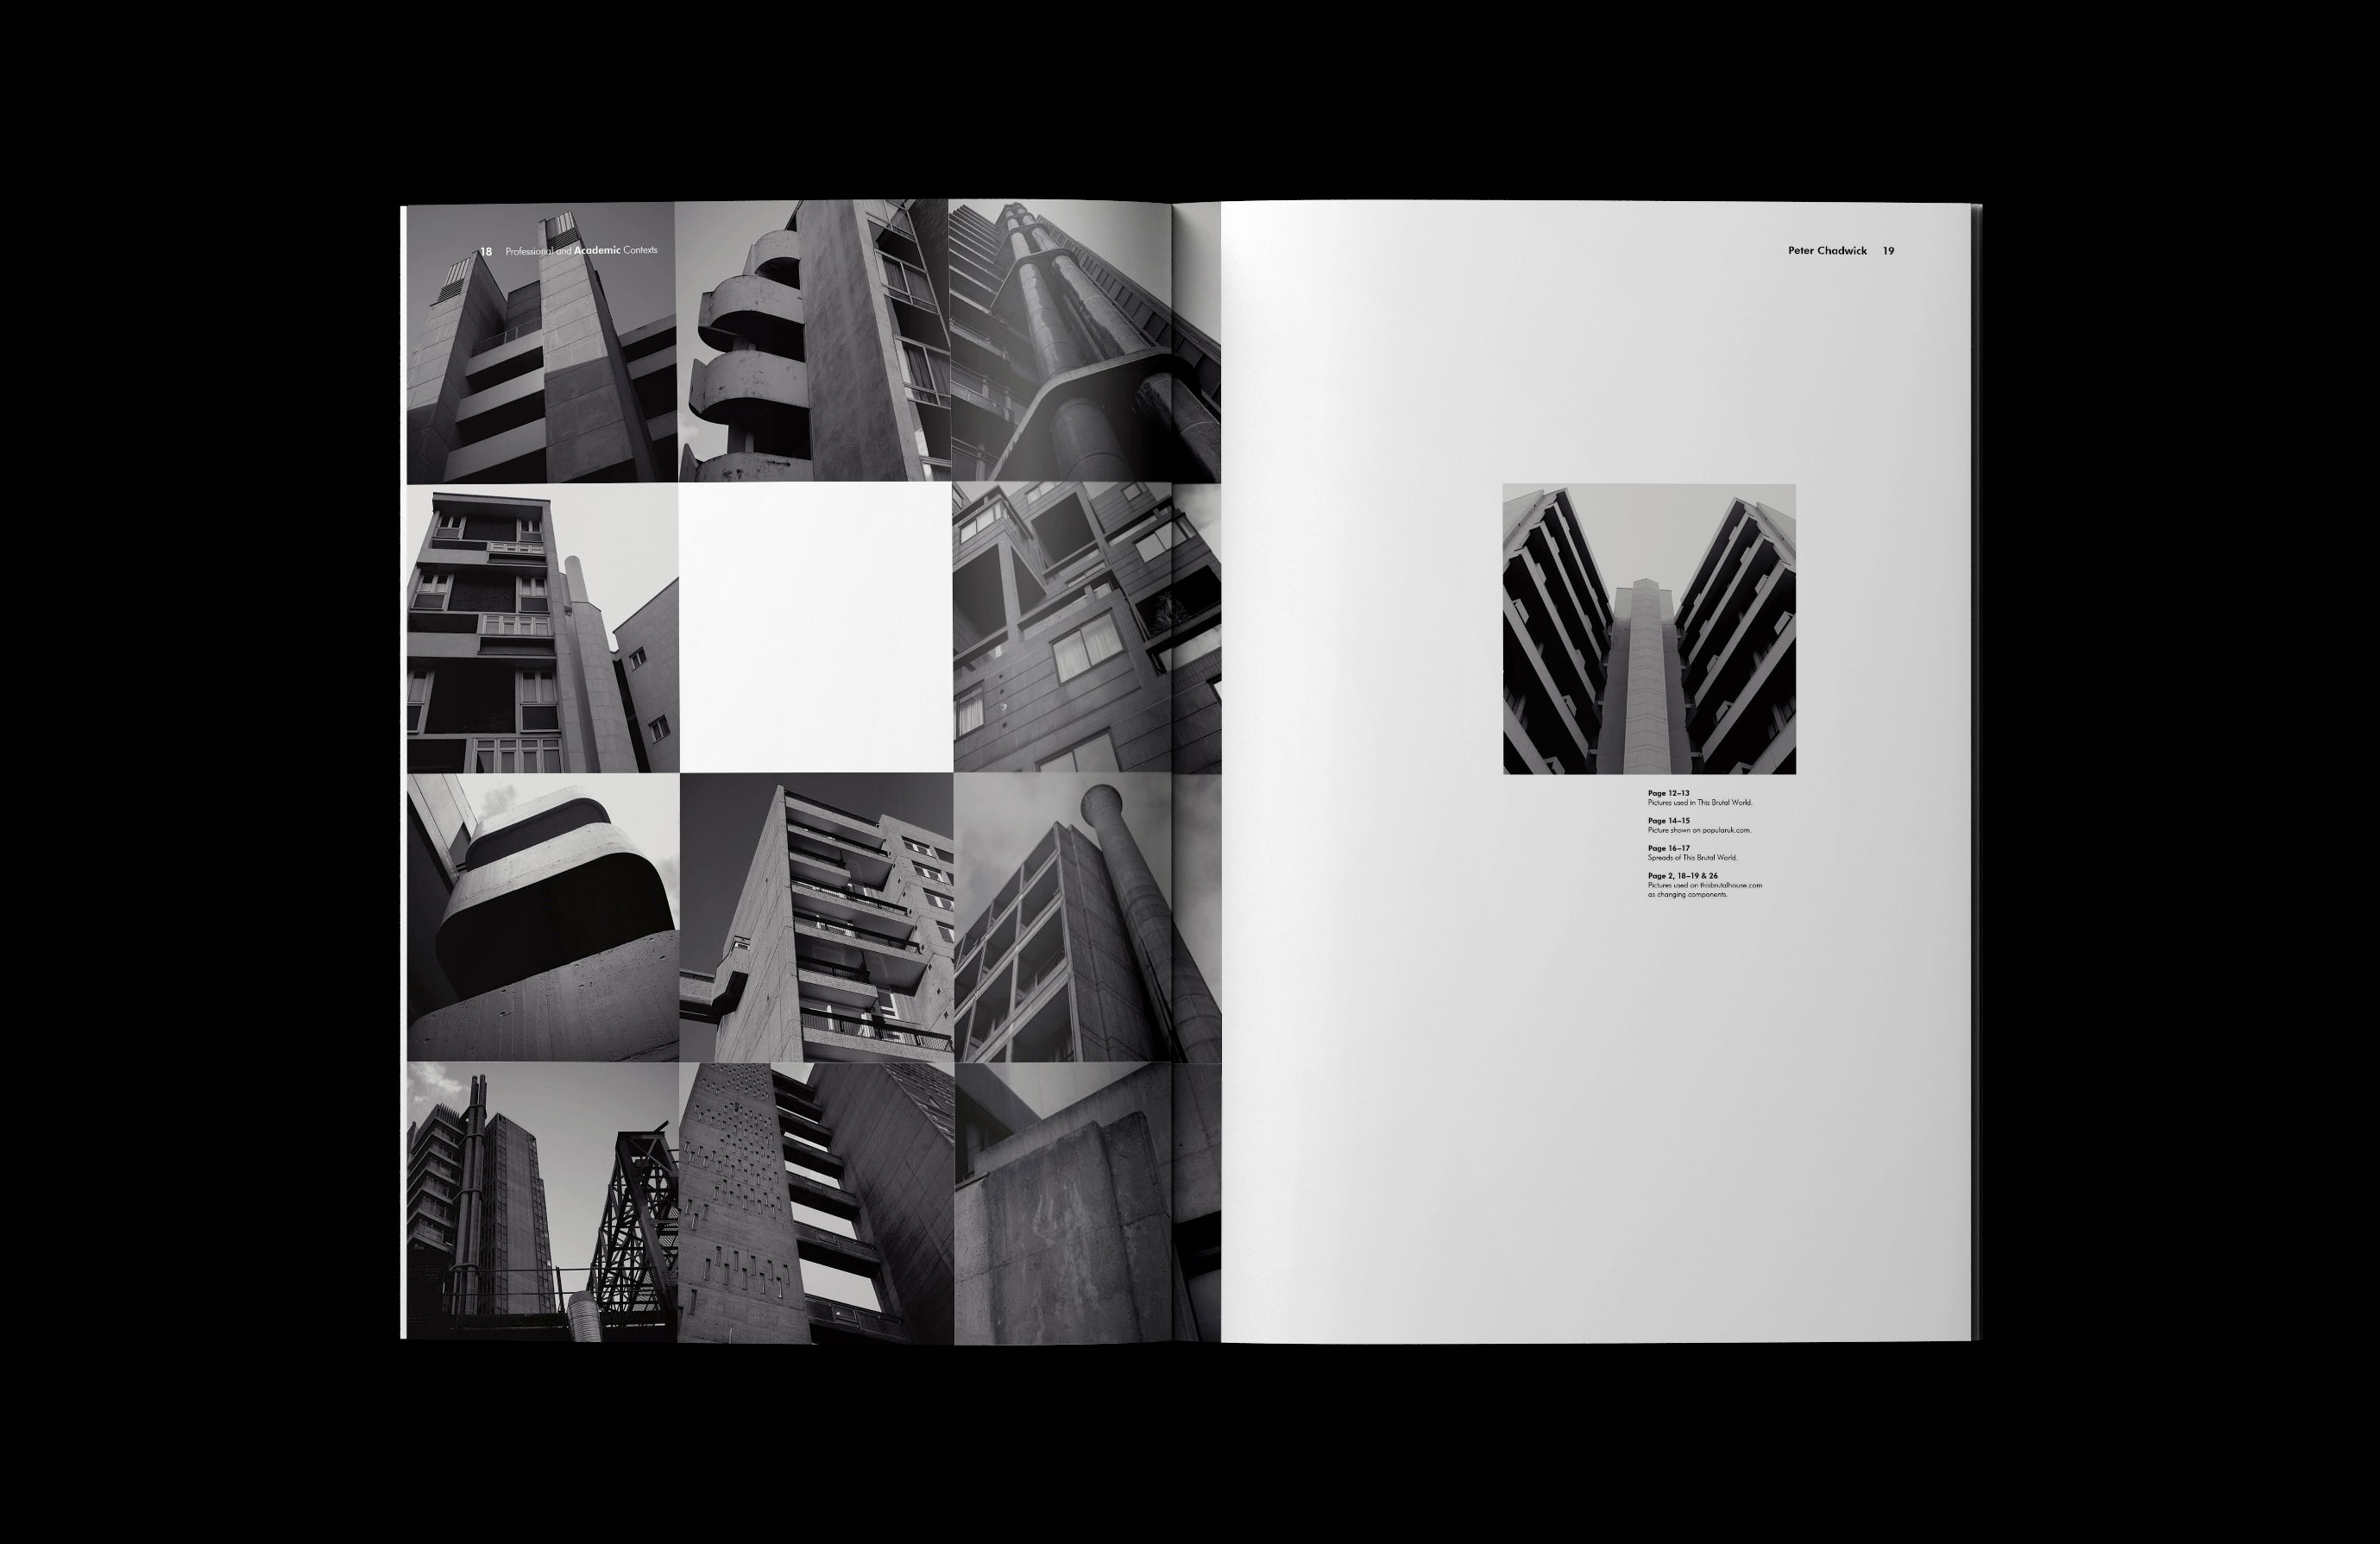 18 Professional and Academic Contexts
Peter Chadwick 19
Page 12–13
Pictures used in This Brutal World.
Page 14–15
Picture shown on popularuk.com.
Page 16–17
Spreads of This Brutal World.
Page 2, 18–19 & 26
Pictures used on thisbrutalhouse.com
as changing components.